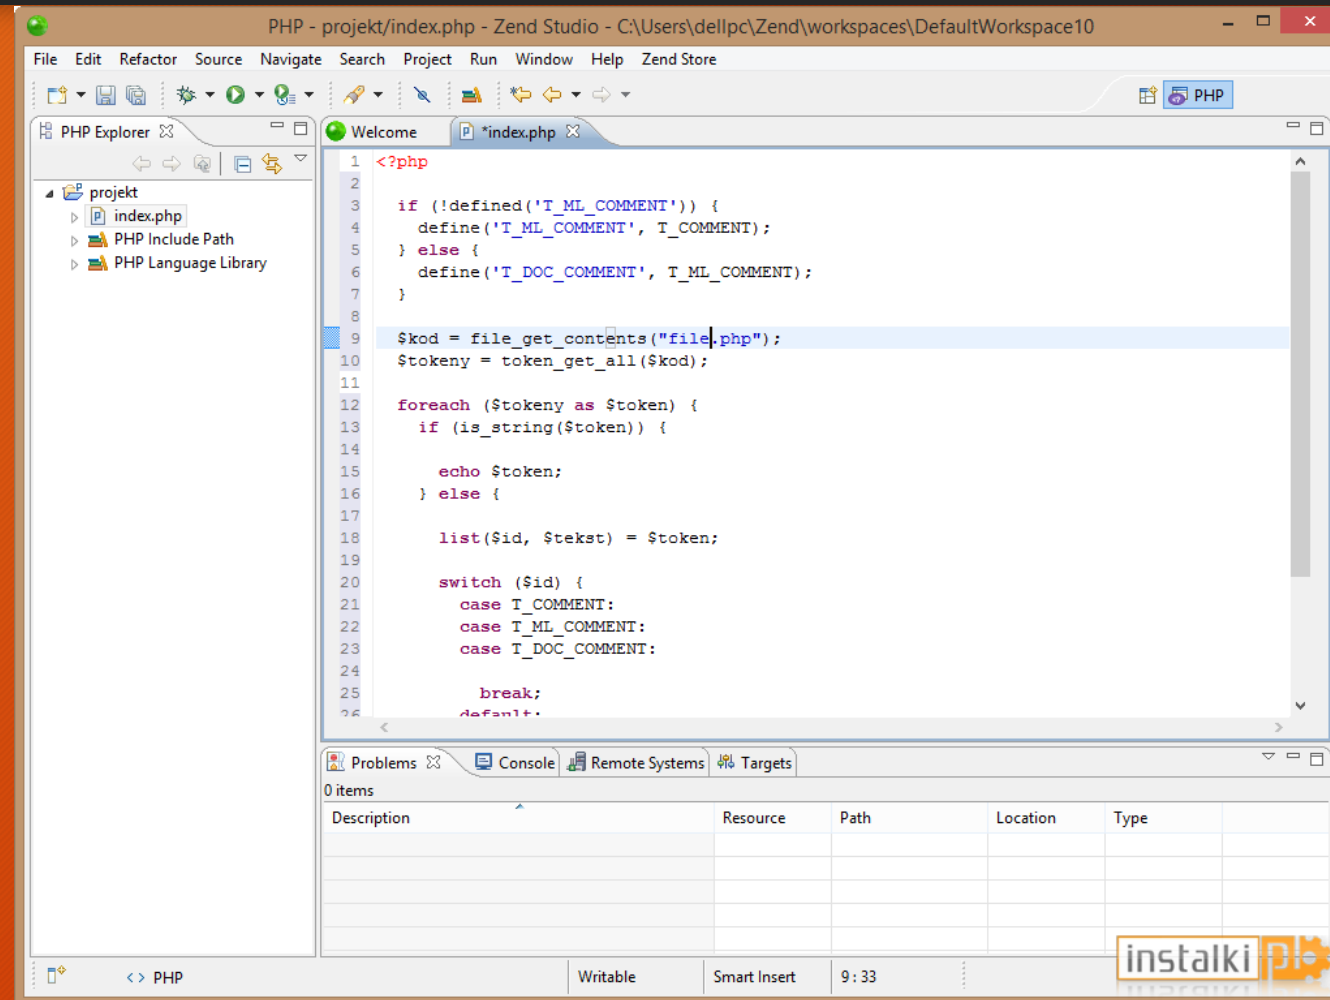 PHP - projekt/index.php - Zend Studio - C:\Users\dellpc\Zend\workspaces\DefaultWorkspace10
File Edit Refactor Source Navigate Search Project Run Window Help Zend Store
PHP
PHP Explorer
Welcome
*index.php
projekt
index.php
PHP Include Path
PHP Language Library
1 <?php
2
3 if (!defined('T_ML_COMMENT')) {
4 define('T_ML_COMMENT', T_COMMENT);
5 } else {
6 define('T_DOC_COMMENT', T_ML_COMMENT);
7 }
8
9 $kod = file_get_contents("file.php");
10 $tokeny = token_get_all($kod);
11
12 foreach ($tokeny as $token) {
13 if (is_string($token)) {
14
15 echo $token;
16 } else {
17
18 list($id, $tekst) = $token;
19
20 switch ($id) {
21 case T_COMMENT:
22 case T_ML_COMMENT:
23 case T_DOC_COMMENT:
24
25 break;
26 default:
Problems Console Remote Systems Targets
0 items
Description Resource Path Location Type
<> PHP Writable Smart Insert 9 : 33
instalki pl